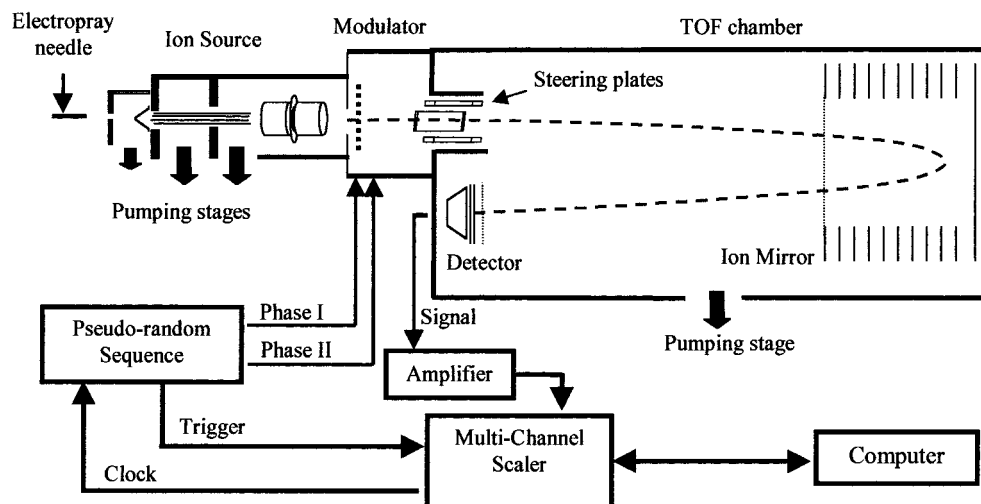 Electropray
needle
Ion Source
Modulator
TOF chamber
Steering plates
Pumping stages
Detector
Ion Mirror
Pseudo-random
Sequence
Phase I
Phase II
Signal
Pumping stage
Amplifier
Trigger
Clock
Multi-Channel
Scaler
Computer